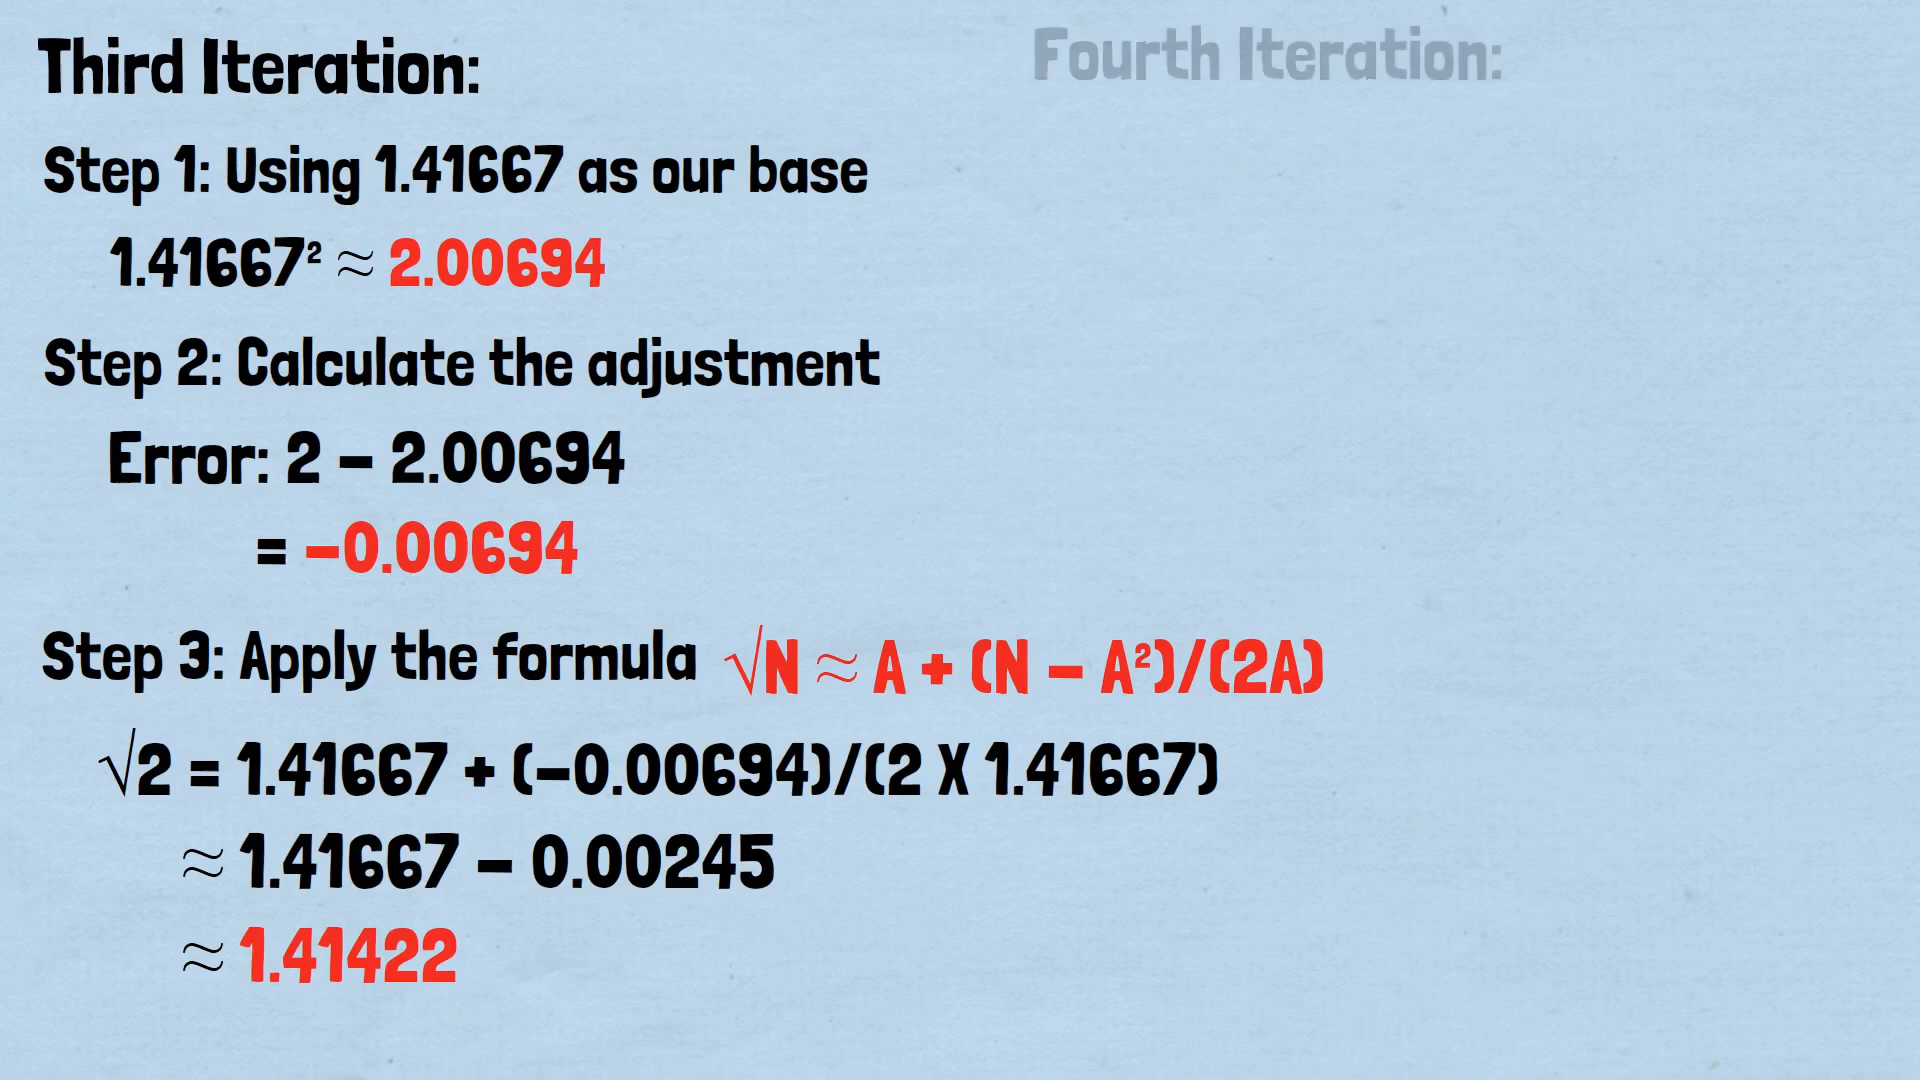 Third Iteration:
Fourth Iteration:
Step 1: Using 1.41667 as our base
1.41667² ≈ 2.00694
Step 2: Calculate the adjustment
Error: 2 – 2.00694
= –0.00694
Step 3: Apply the formula √N ≈ A + (N – A²)/(2A)
√2 = 1.41667 + (–0.00694)/(2 X 1.41667)
≈ 1.41667 – 0.00245
≈ 1.41422